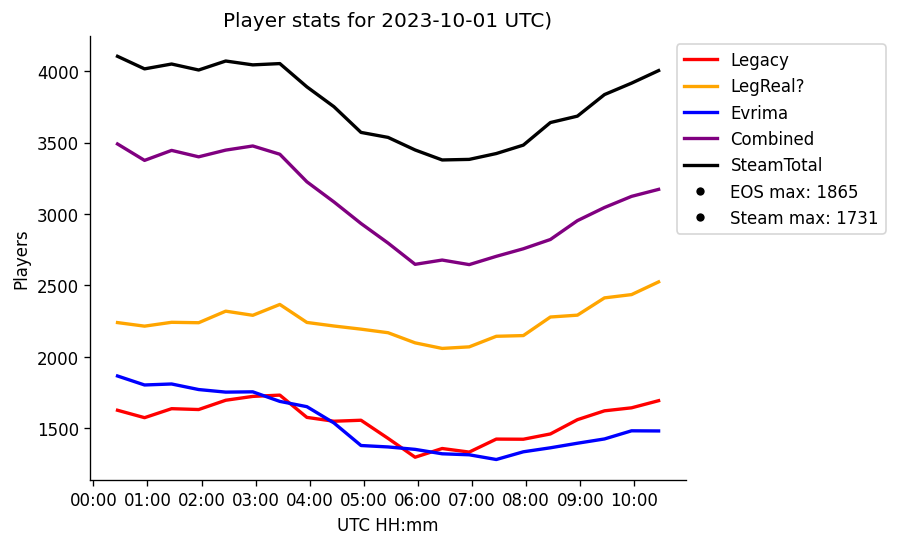 Player stats for 2023-10-01 UTC)
Legacy
LegReal?
Evrima
Combined
SteamTotal
EOS max: 1865
Steam max: 1731
Players
4000
3500
3000
2500
2000
1500
00:00 01:00 02:00 03:00 04:00 05:00 06:00 07:00 08:00 09:00 10:00
UTC HH:mm